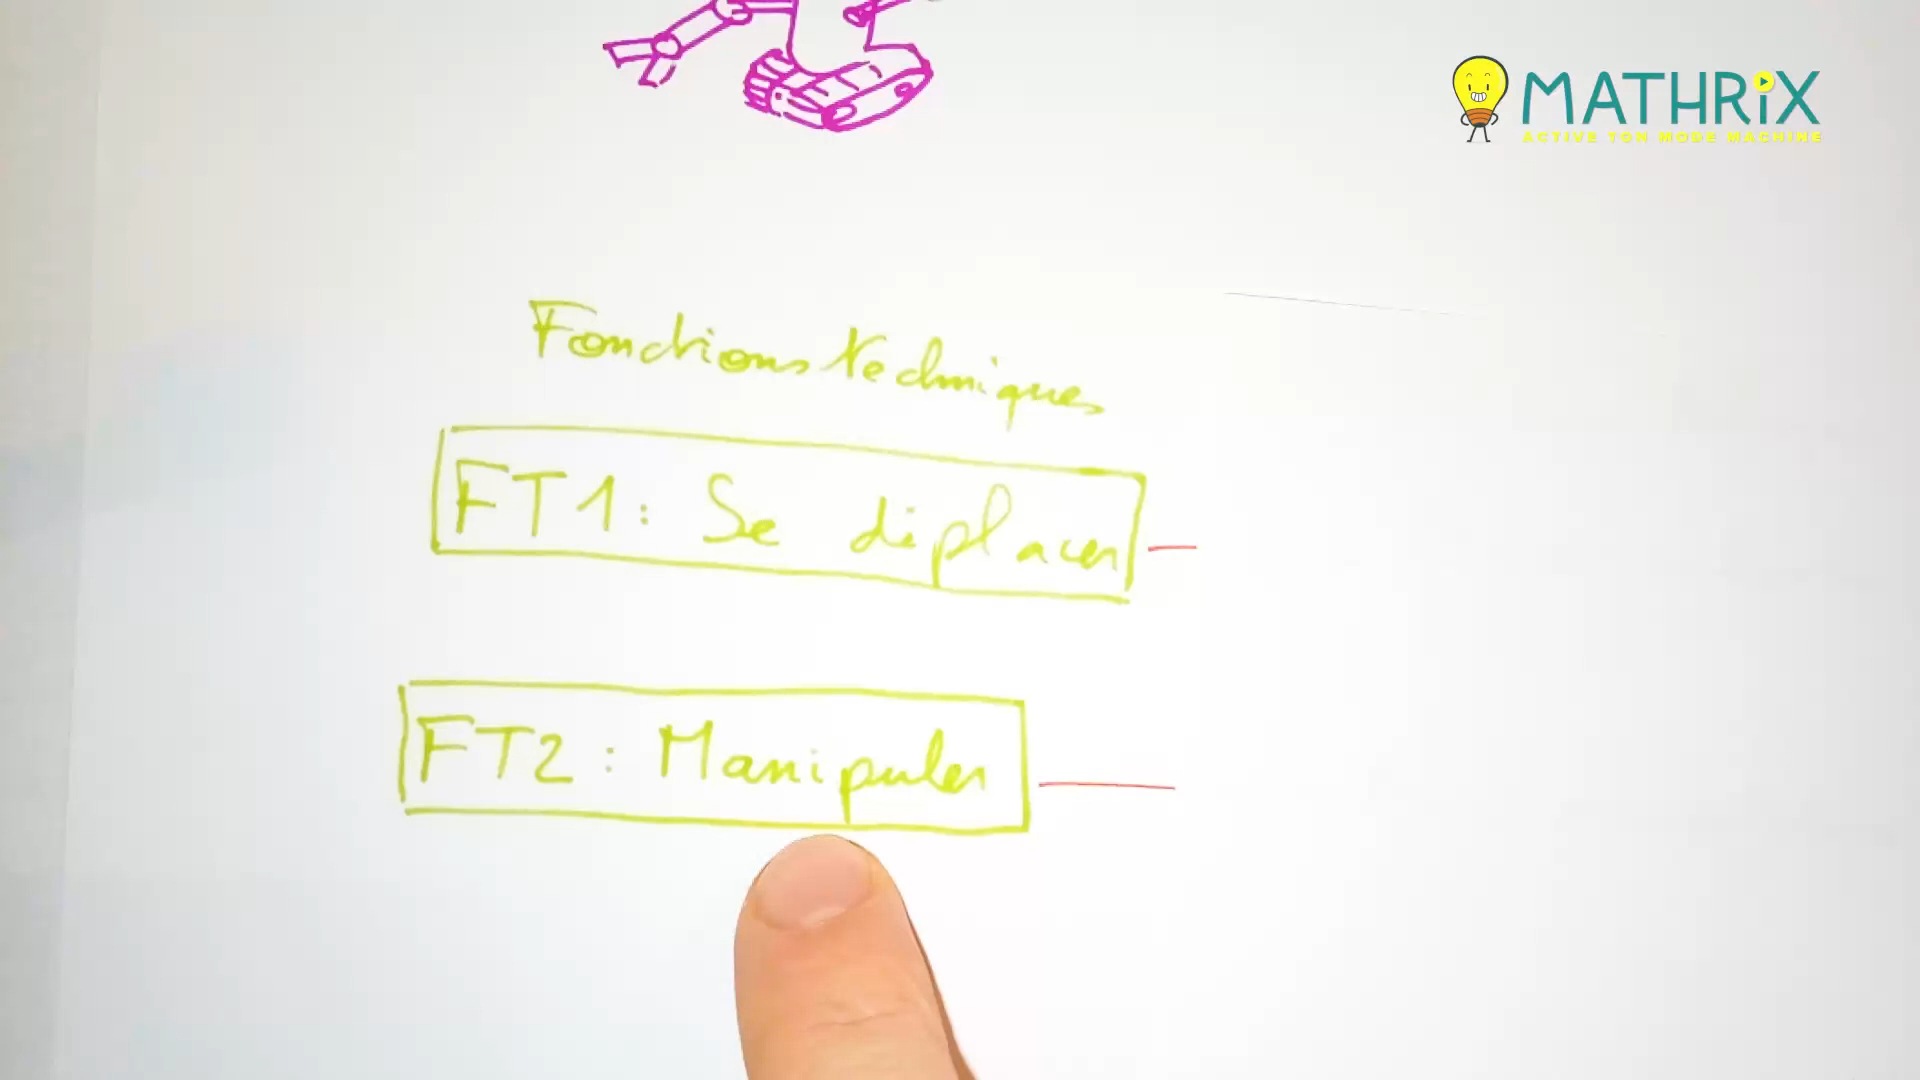 MATHRiX
ACTIVE TON MODE MACHINE
Fonctions techniques
FT1: Se déplacer
FT2: Manipuler